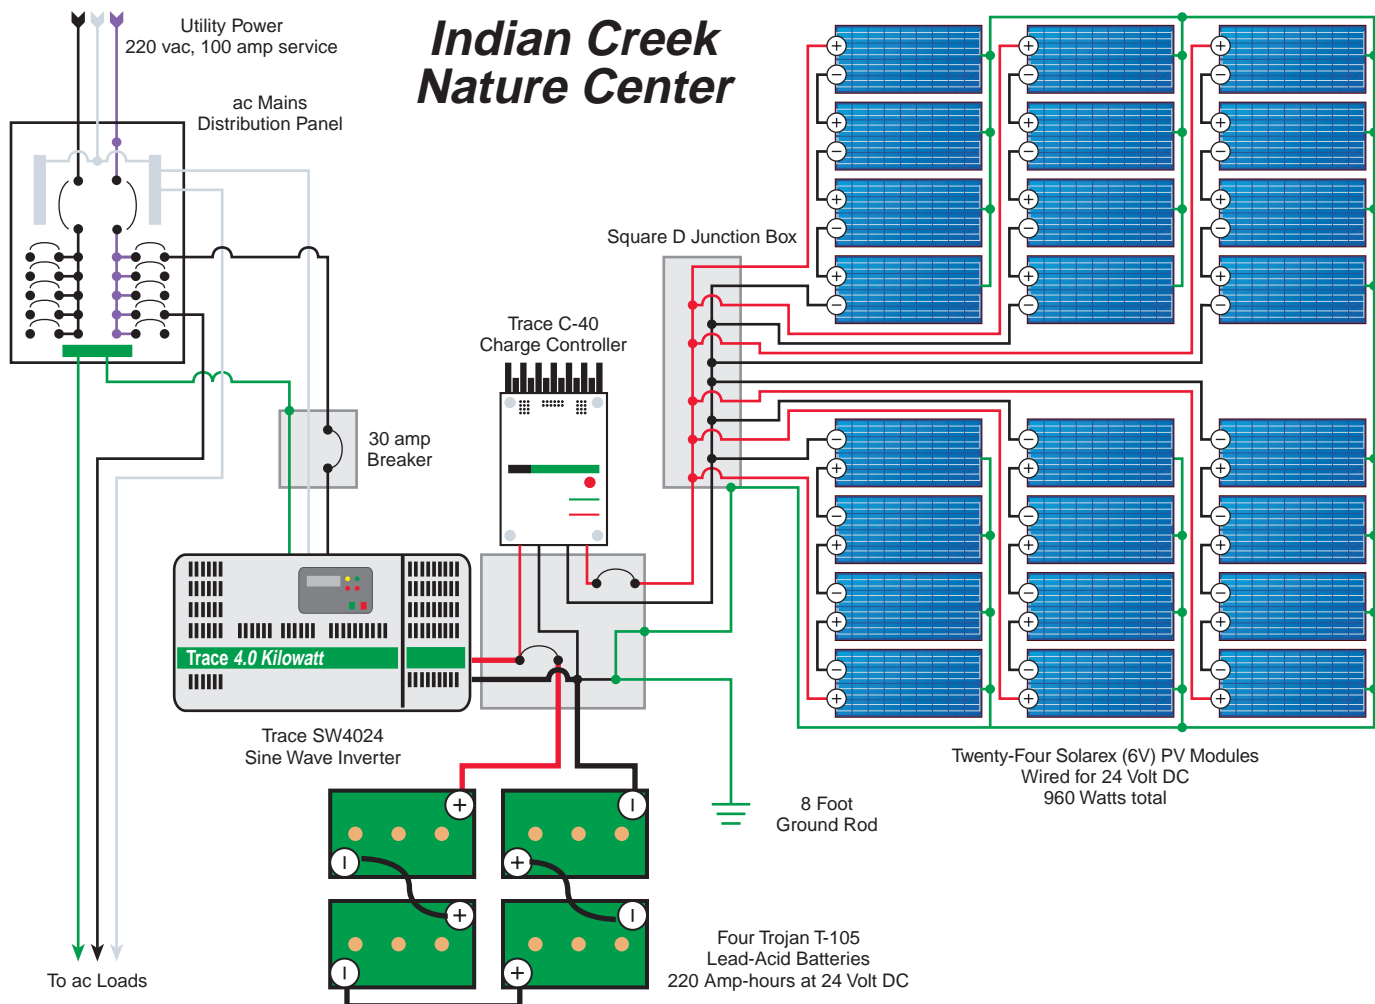 Indian Creek
Nature Center
Utility Power
220 vac, 100 amp service
ac Mains
Distribution Panel
Square D Junction Box
Trace C-40
Charge Controller
30 amp
Breaker
Trace 4.0 Kilowatt
Trace SW4024
Sine Wave Inverter
Twenty-Four Solarex (6V) PV Modules
Wired for 24 Volt DC
960 Watts total
8 Foot
Ground Rod
Four Trojan T-105
Lead-Acid Batteries
220 Amp-hours at 24 Volt DC
To ac Loads